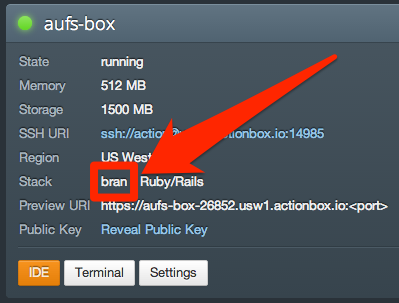 aufs-box
State running
Memory 512 MB
Storage 1500 MB
SSH URI ssh://action@ actionbox.io:14985
Region US West
Stack bran Ruby/Rails
Preview URI https://aufs-box-26852.usw1.actionbox.io:<port>
Public Key Reveal Public Key
IDE Terminal Settings